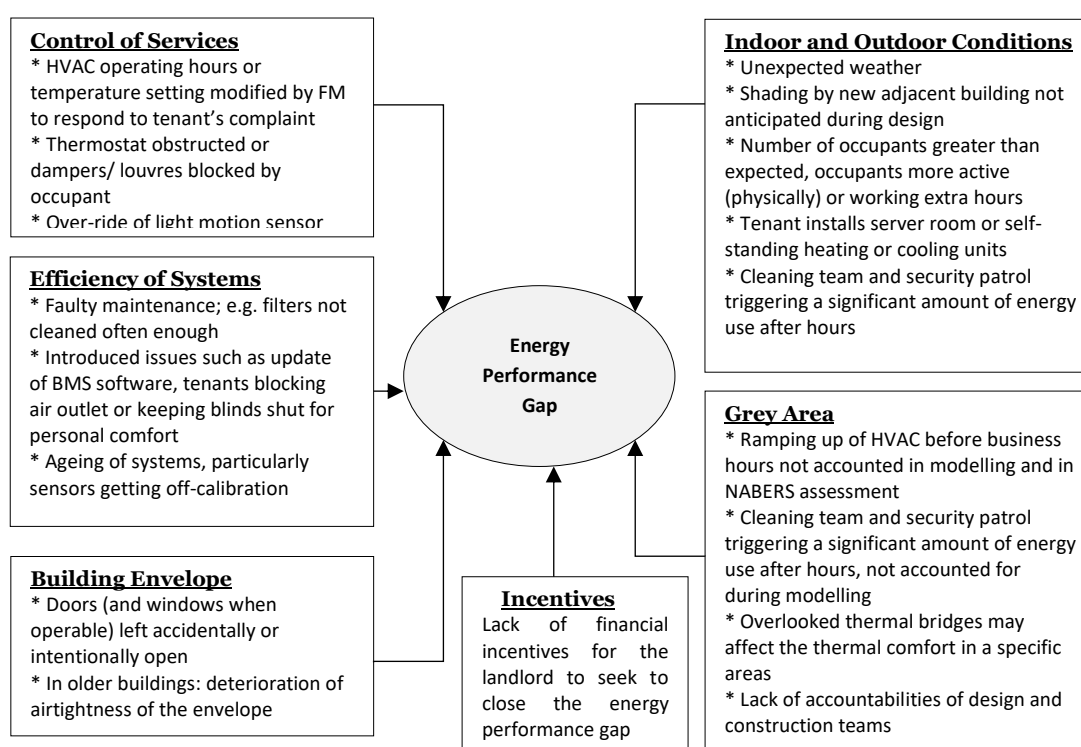 Control of Services
* HVAC operating hours or
temperature setting modified by FM
to respond to tenant’s complaint
* Thermostat obstructed or
dampers/ louvres blocked by
occupant
* Over-ride of light motion sensor
Efficiency of Systems
* Faulty maintenance; e.g. filters not
cleaned often enough
* Introduced issues such as update
of BMS software, tenants blocking
air outlet or keeping blinds shut for
personal comfort
* Ageing of systems, particularly
sensors getting off-calibration
Building Envelope
* Doors (and windows when
operable) left accidentally or
intentionally open
* In older buildings: deterioration of
airtightness of the envelope
Energy
Performance
Gap
Incentives
Lack of financial
incentives for the
landlord to seek to
close the energy
performance gap
Indoor and Outdoor Conditions
* Unexpected weather
* Shading by new adjacent building not
anticipated during design
* Number of occupants greater than
expected, occupants more active
(physically) or working extra hours
* Tenant installs server room or self-
standing heating or cooling units
* Cleaning team and security patrol
triggering a significant amount of energy
use after hours
Grey Area
* Ramping up of HVAC before business
hours not accounted in modelling and in
NABERS assessment
* Cleaning team and security patrol
triggering a significant amount of energy
use after hours, not accounted for
during modelling
* Overlooked thermal bridges may
affect the thermal comfort in a specific
areas
* Lack of accountabilities of design and
construction teams